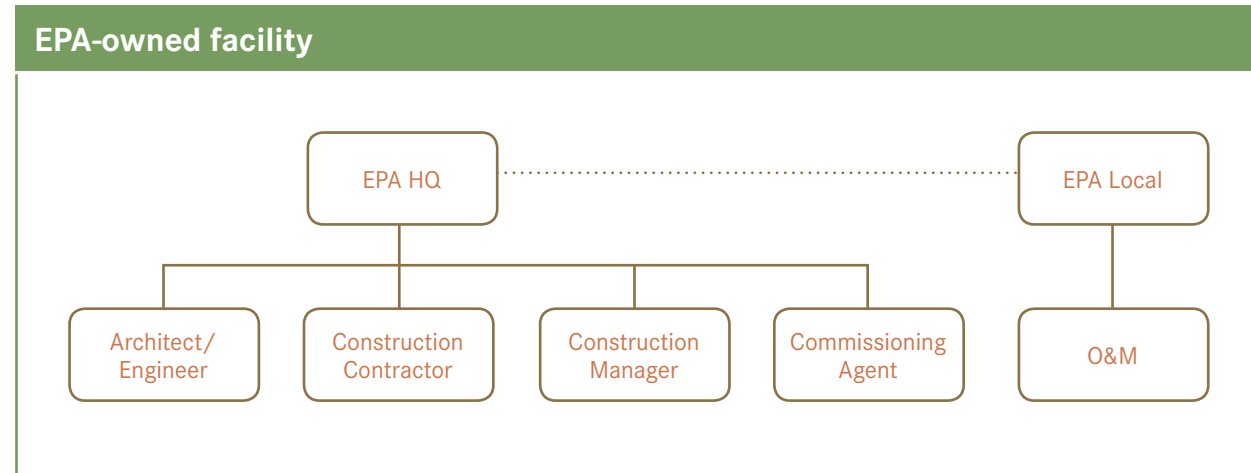 EPA-owned facility
EPA HQ
EPA Local
Architect/
Engineer
Construction
Contractor
Construction
Manager
Commissioning
Agent
O&M